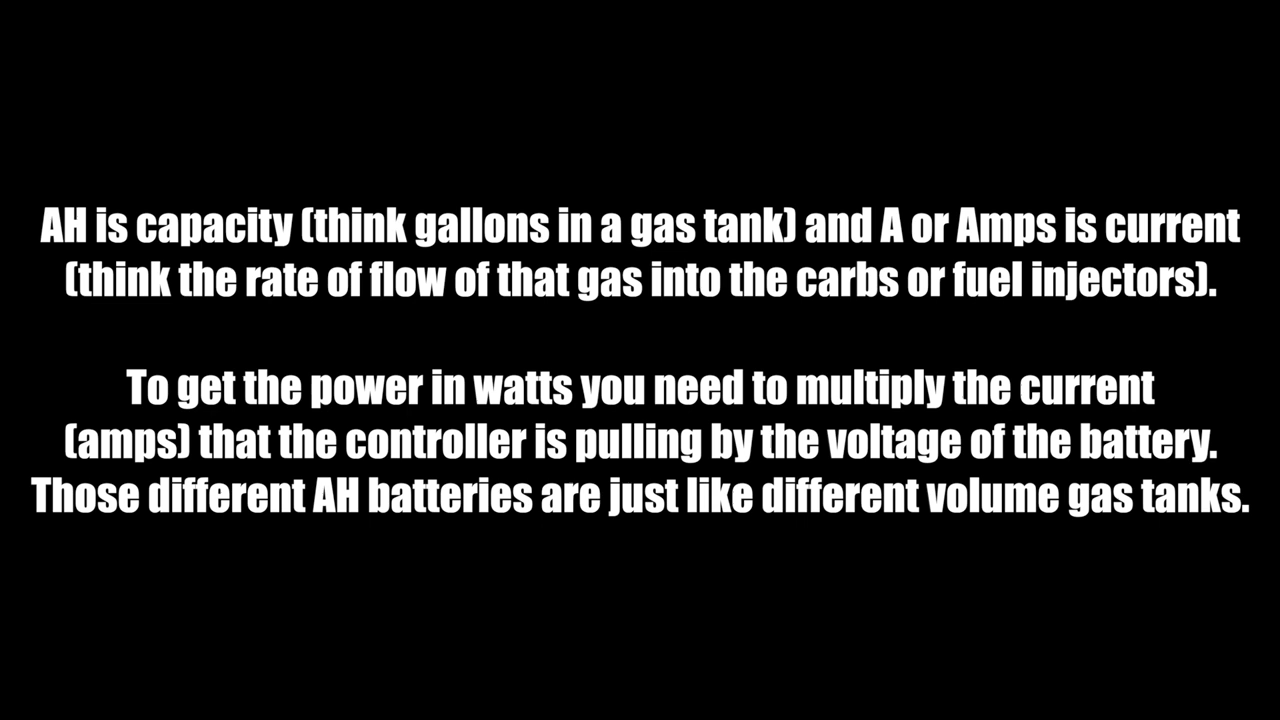 AH is capacity (think gallons in a gas tank) and A or Amps is current
(think the rate of flow of that gas into the carbs or fuel injectors).
To get the power in watts you need to multiply the current
(amps) that the controller is pulling by the voltage of the battery.
Those different AH batteries are just like different volume gas tanks.